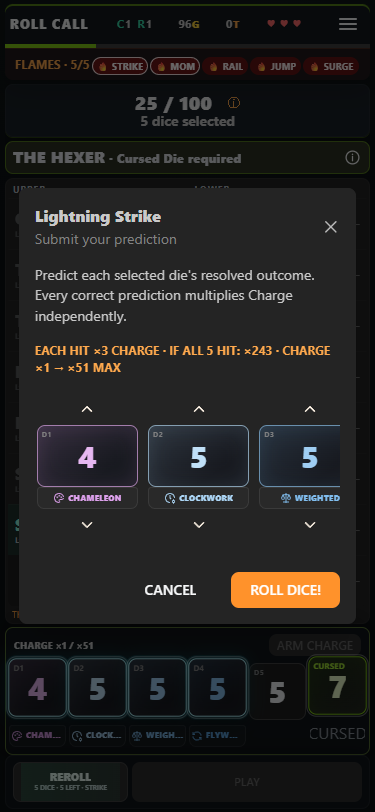 ROLL CALL C1 R1 96G 0T
FLAMES · 5/5 STRIKE MOM RAIL JUMP SURGE
25 / 100
5 dice selected
THE HEXER · Cursed Die required
Lightning Strike
Submit your prediction
Predict each selected die's resolved outcome.
Every correct prediction multiplies Charge
independently.
EACH HIT ×3 CHARGE · IF ALL 5 HIT: ×243 · CHARGE
×1 → ×51 MAX
D1 D2 D3
4 5 5
CHAMELEON CLOCKWORK WEIGHTED
CANCEL ROLL DICE!
CHARGE x1 / x51 ARM CHARGE
D1 D2 D3 D4 D5 CURSED
4 5 5 5 5 7
CHAM... CLOCK... WEIGH... FLYW... CURSED
REROLL PLAY
5 DICE · 5 LEFT · STRIKE